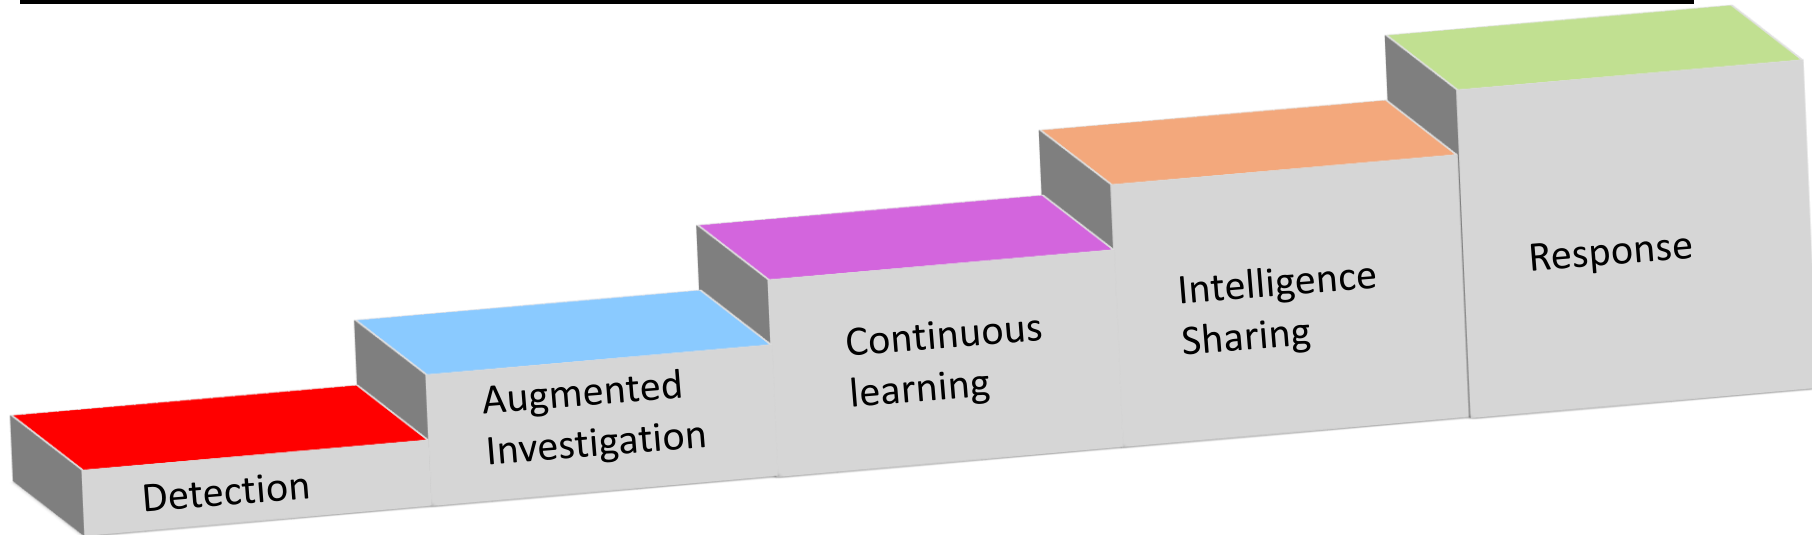 Detection
Augmented
Investigation
Continuous
learning
Intelligence
Sharing
Response